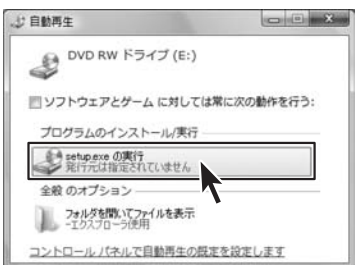 自動再生
DVD RW ドライブ (E:)
ソフトウェアとゲーム に対しては常に次の動作を行う:
プログラムのインストール/実行
setup.exe の実行
発行元は指定されていません
全般 のオプション
フォルダを開いてファイルを表示
-エクスプローラ使用
コントロール パネルで自動再生の既定を設定します